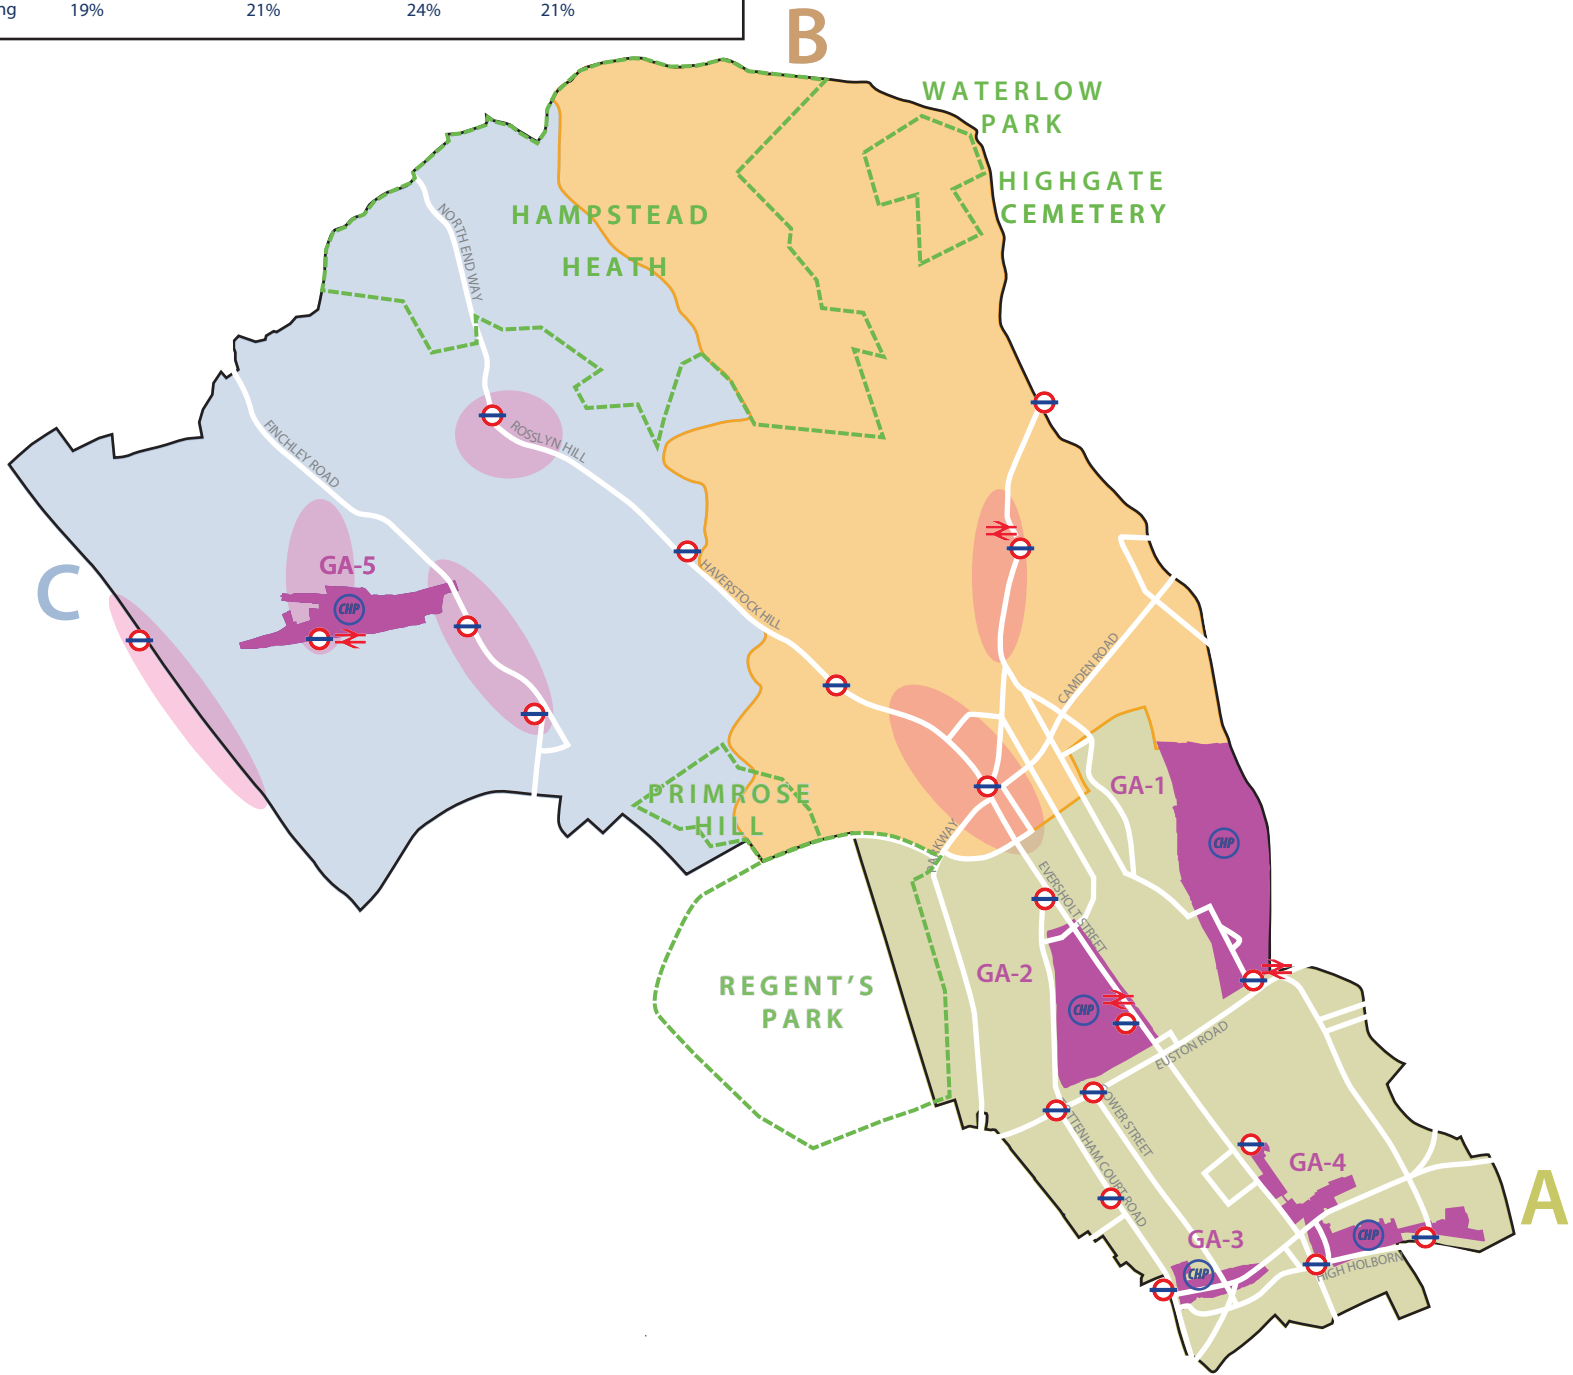 ng 19% 21% 24% 21%
B
WATERLOW
PARK
HIGHGATE
CEMETERY
NORTH END WAY
HAMPSTEAD
HEATH
FINCHLEY ROAD
ROSSLYN HILL
GA-5
CHP
C
HAVERSTOCK HILL
CAMDEN ROAD
PRIMROSE
HILL
GA-1
CHP
PARKWAY
EVERSHOLT STREET
GA-2
CHP
REGENT'S
PARK
EUSTON ROAD
GOWER STREET
TOTTENHAM COURT ROAD
GA-4
A
GA-3
CHP
CHP
HIGH HOLBORN